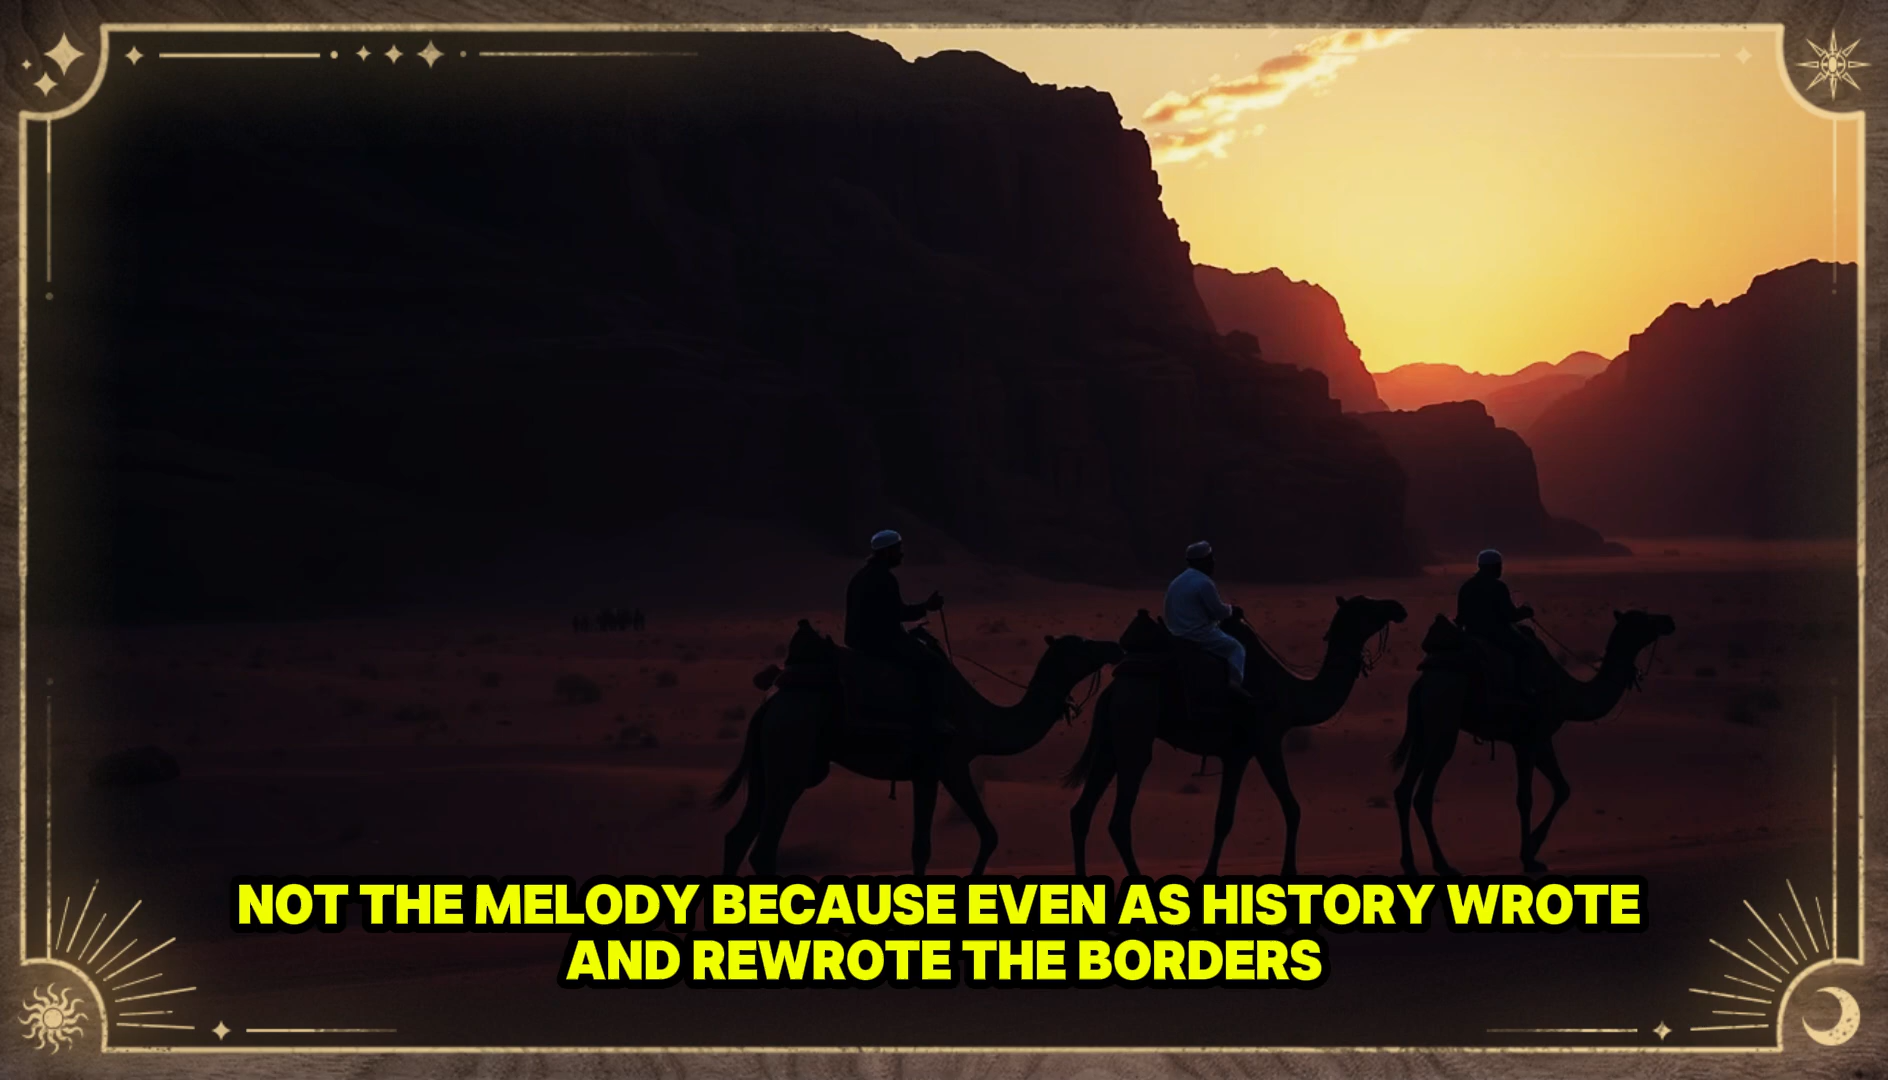 NOT THE MELODY BECAUSE EVEN AS HISTORY WROTE
AND REWROTE THE BORDERS